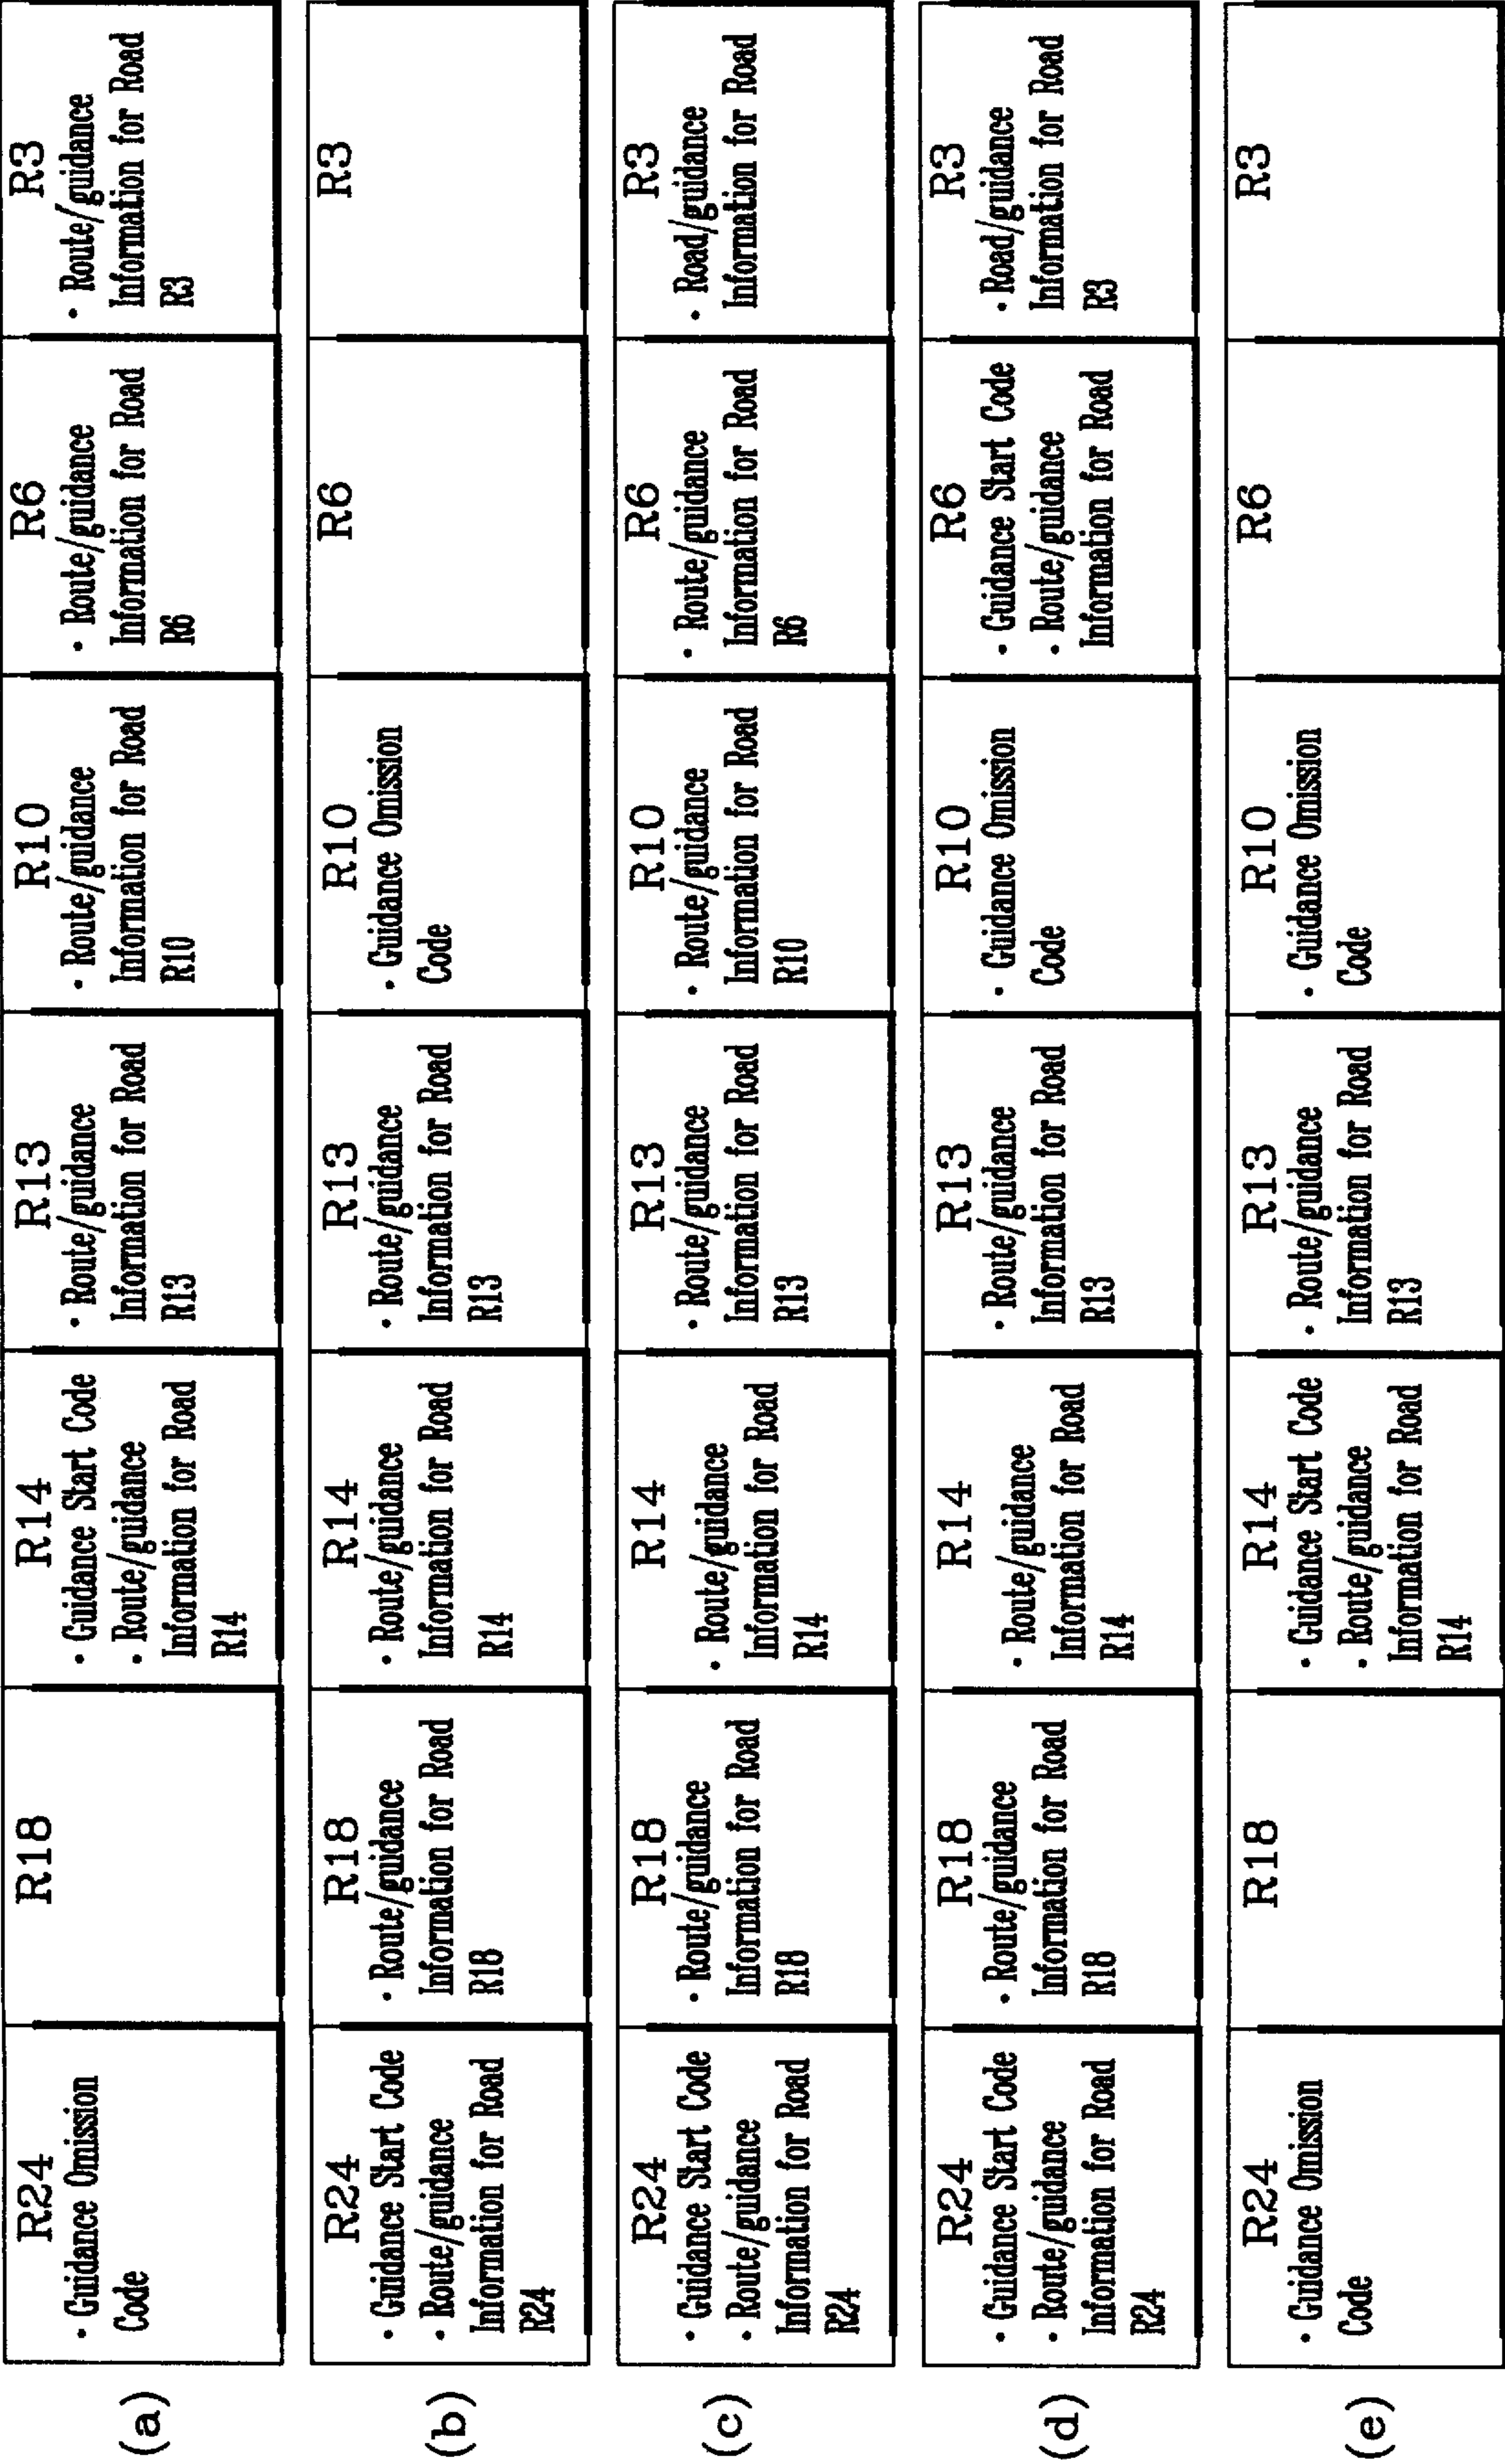 (a)
R24
• Guidance Omission
Code
R18
R14
• Guidance Start Code
• Route/guidance
Information for Road
R14
R13
• Route/guidance
Information for Road
R13
R10
• Route/guidance
Information for Road
R10
R6
• Route/guidance
Information for Road
R6
R3
• Route/guidance
Information for Road
R3
(b)
R24
• Guidance Start Code
• Route/guidance
Information for Road
R24
R18
• Route/guidance
Information for Road
R18
R14
• Route/guidance
Information for Road
R14
R13
• Route/guidance
Information for Road
R13
R10
• Guidance Omission
Code
R6
R3
(c)
R24
• Guidance Start Code
• Route/guidance
Information for Road
R24
R18
• Route/guidance
Information for Road
R18
R14
• Route/guidance
Information for Road
R14
R13
• Route/guidance
Information for Road
R13
R10
• Route/guidance
Information for Road
R10
R6
• Route/guidance
Information for Road
R6
R3
• Road/guidance
Information for Road
(d)
R24
• Guidance Start Code
• Route/guidance
Information for Road
R24
R18
• Route/guidance
Information for Road
R18
R14
• Route/guidance
Information for Road
R14
R13
• Route/guidance
Information for Road
R13
R10
• Guidance Omission
Code
R6
• Guidance Start Code
• Route/guidance
Information for Road
R3
• Road/guidance
Information for Road
R3
(e)
R24
• Guidance Omission
Code
R18
R14
• Guidance Start Code
• Route/guidance
Information for Road
R14
R13
• Route/guidance
Information for Road
R13
R10
• Guidance Omission
Code
R6
R3